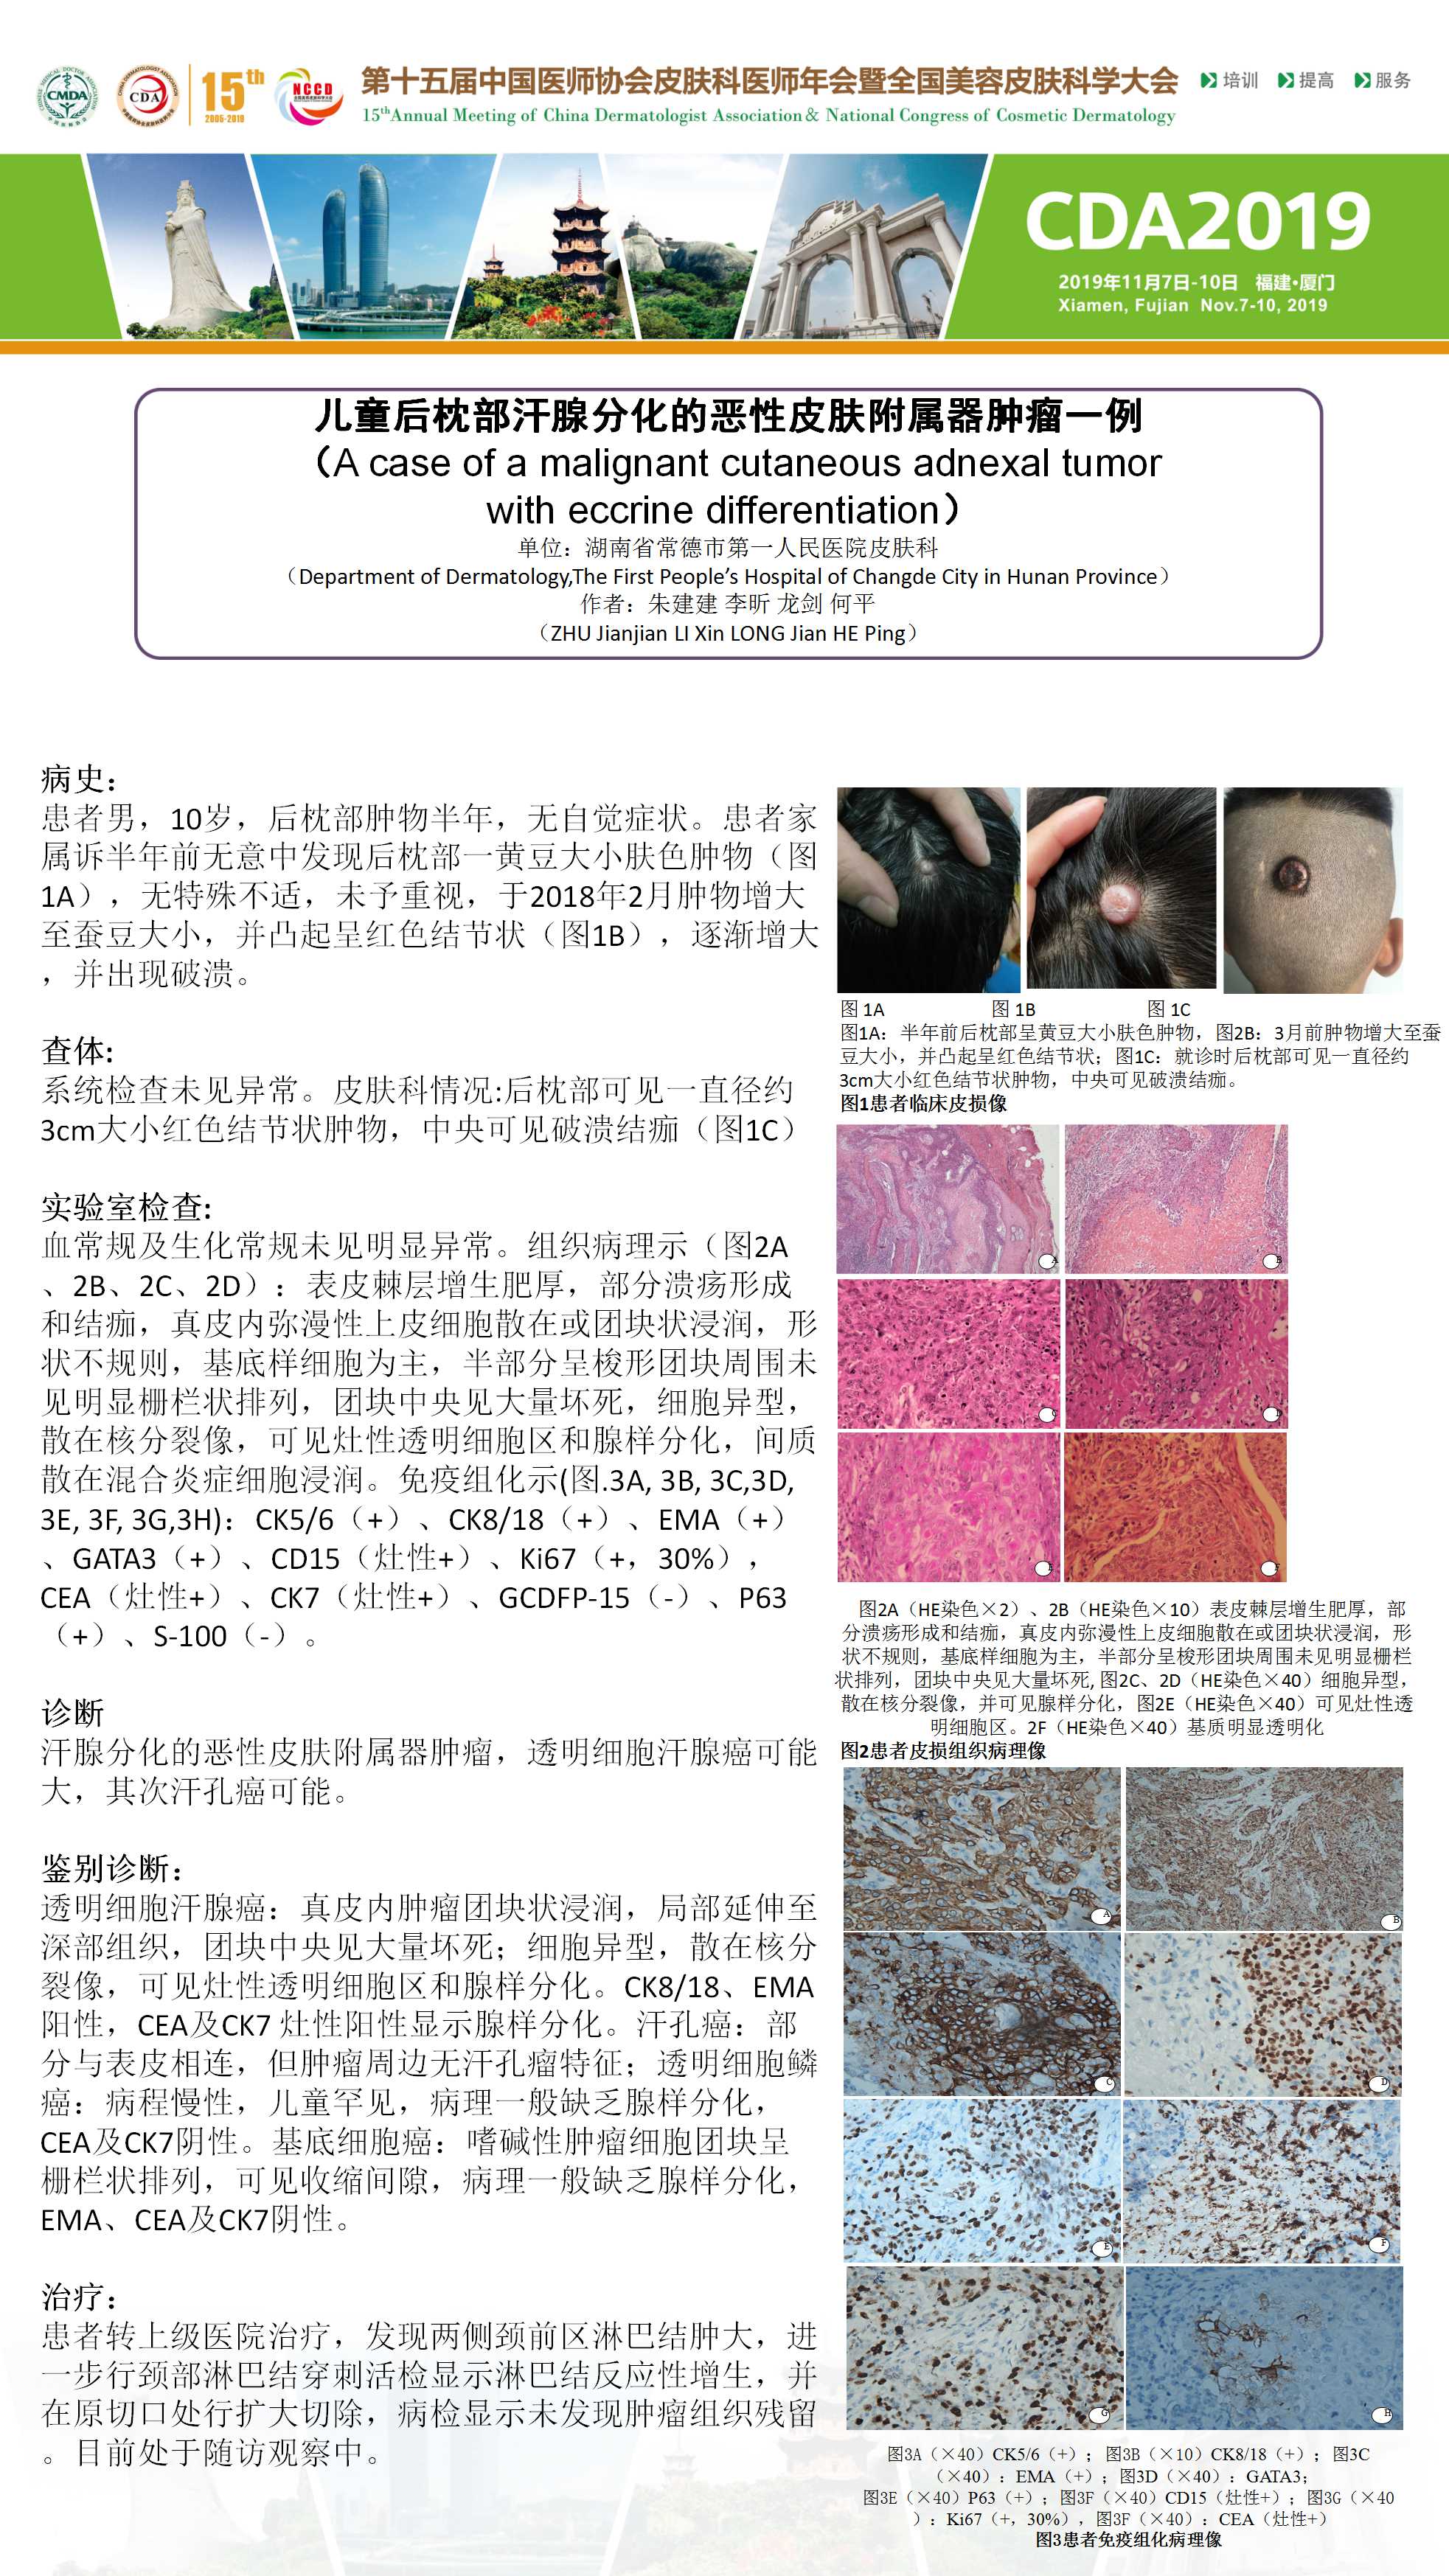 CMDA
CDA
15th
2005-2019
NCCD
第十五届中国医师协会皮肤科医师年会暨全国美容皮肤科学大会
15thAnnual Meeting of China Dermatologist Association& National Congress of Cosmetic Dermatology
培训 提高 服务
CDA2019
2019年11月7日-10日 福建•厦门
Xiamen, Fujian Nov.7-10, 2019
儿童后枕部汗腺分化的恶性皮肤附属器肿瘤一例
（A case of a malignant cutaneous adnexal tumor
with eccrine differentiation）
单位：湖南省常德市第一人民医院皮肤科
（Department of Dermatology,The First People’s Hospital of Changde City in Hunan Province）
作者：朱建建 李昕 龙剑 何平
（ZHU Jianjian LI Xin LONG Jian HE Ping）
病史：
患者男，10岁，后枕部肿物半年，无自觉症状。患者家
属诉半年前无意中发现后枕部一黄豆大小肤色肿物（图
1A），无特殊不适，未予重视，于2018年2月肿物增大
至蚕豆大小，并凸起呈红色结节状（图1B），逐渐增大
，并出现破溃。
查体:
系统检查未见异常。皮肤科情况:后枕部可见一直径约
3cm大小红色结节状肿物，中央可见破溃结痂（图1C）
实验室检查:
血常规及生化常规未见明显异常。组织病理示（图2A
、2B、2C、2D）：表皮棘层增生肥厚，部分溃疡形成
和结痂，真皮内弥漫性上皮细胞散在或团块状浸润，形
状不规则，基底样细胞为主，半部分呈梭形团块周围未
见明显栅栏状排列，团块中央见大量坏死，细胞异型，
散在核分裂像，可见灶性透明细胞区和腺样分化，间质
散在混合炎症细胞浸润。免疫组化示(图.3A, 3B, 3C,3D,
3E, 3F, 3G,3H)：CK5/6（+）、CK8/18（+）、EMA（+）
、GATA3（+）、CD15（灶性+）、Ki67（+，30%），
CEA（灶性+）、CK7（灶性+）、GCDFP-15（-）、P63
（+）、S-100（-）。
诊断
汗腺分化的恶性皮肤附属器肿瘤，透明细胞汗腺癌可能
大，其次汗孔癌可能。
鉴别诊断：
透明细胞汗腺癌：真皮内肿瘤团块状浸润，局部延伸至
深部组织，团块中央见大量坏死；细胞异型，散在核分
裂像，可见灶性透明细胞区和腺样分化。CK8/18、EMA
阳性，CEA及CK7 灶性阳性显示腺样分化。汗孔癌：部
分与表皮相连，但肿瘤周边无汗孔瘤特征；透明细胞鳞
癌：病程慢性，儿童罕见，病理一般缺乏腺样分化，
CEA及CK7阴性。基底细胞癌：嗜碱性肿瘤细胞团块呈
栅栏状排列，可见收缩间隙，病理一般缺乏腺样分化，
EMA、CEA及CK7阴性。
治疗：
患者转上级医院治疗，发现两侧颈前区淋巴结肿大，进
一步行颈部淋巴结穿刺活检显示淋巴结反应性增生，并
在原切口处行扩大切除，病检显示未发现肿瘤组织残留
。目前处于随访观察中。
图 1A 图 1B 图 1C
图1A：半年前后枕部呈黄豆大小肤色肿物，图2B：3月前肿物增大至蚕
豆大小，并凸起呈红色结节状；图1C：就诊时后枕部可见一直径约
3cm大小红色结节状肿物，中央可见破溃结痂。
图1患者临床皮损像
A
B
C
D
E
F
图2A（HE染色×2）、2B（HE染色×10）表皮棘层增生肥厚，部
分溃疡形成和结痂，真皮内弥漫性上皮细胞散在或团块状浸润，形
状不规则，基底样细胞为主，半部分呈梭形团块周围未见明显栅栏
状排列，团块中央见大量坏死, 图2C、2D（HE染色×40）细胞异型，
散在核分裂像，并可见腺样分化，图2E（HE染色×40）可见灶性透
明细胞区。2F（HE染色×40）基质明显透明化
图2患者皮损组织病理像
A
B
C
D
E
F
G
H
图3A（×40）CK5/6（+）；图3B（×10）CK8/18（+）；图3C
（×40）：EMA（+）；图3D（×40）：GATA3；
图3E（×40）P63（+）；图3F（×40）CD15（灶性+）；图3G（×40
）：Ki67（+，30%），图3F（×40）：CEA（灶性+）
图3患者免疫组化病理像